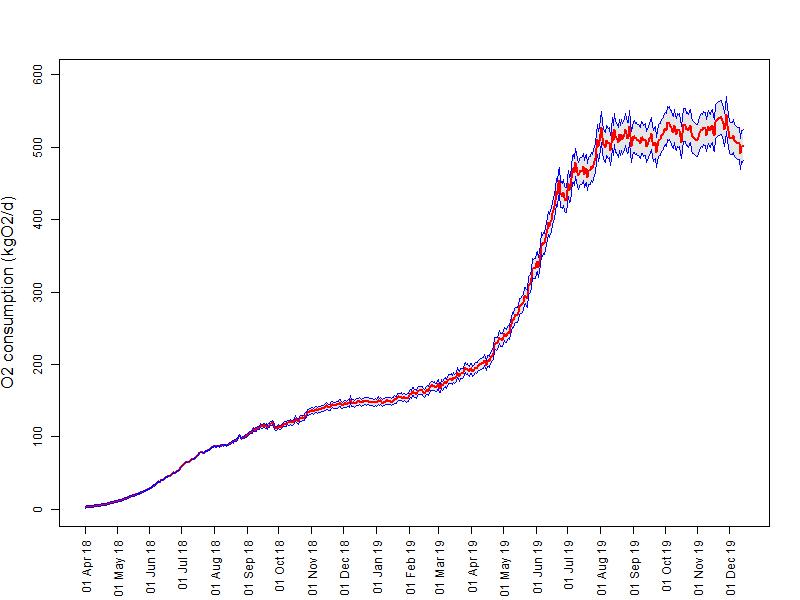 O2 consumption (kgO2/d)
600
500
400
300
200
100
0
01 Apr 18
01 May 18
01 Jun 18
01 Jul 18
01 Aug 18
01 Sep 18
01 Oct 18
01 Nov 18
01 Dec 18
01 Jan 19
01 Feb 19
01 Mar 19
01 Apr 19
01 May 19
01 Jun 19
01 Jul 19
01 Aug 19
01 Sep 19
01 Oct 19
01 Nov 19
01 Dec 19